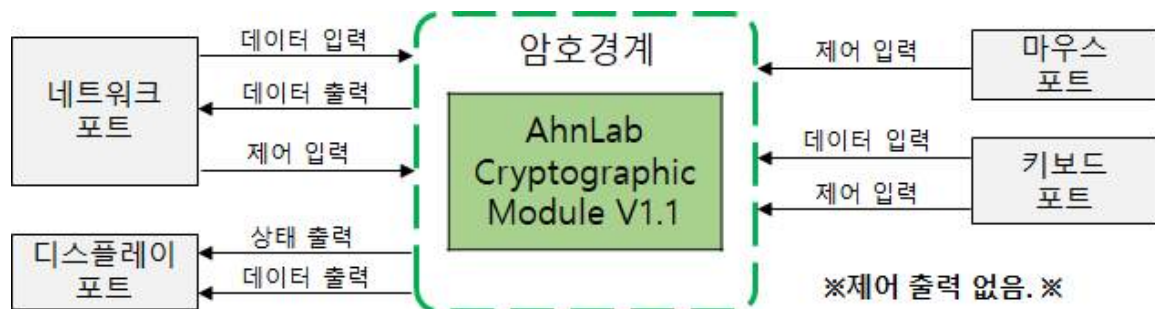 네트워크
포트
데이터 입력
데이터 출력
제어 입력
디스플레이
포트
상태 출력
데이터 출력
암호경계
AhnLab
Cryptographic
Module V1.1
제어 입력
마우스
포트
데이터 입력
제어 입력
키보드
포트
※제어 출력 없음. ※